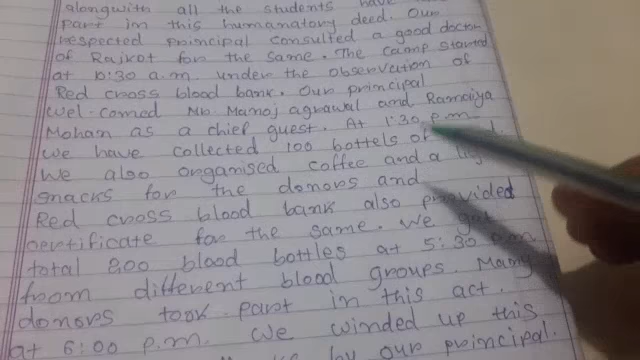 alongwith all the students have
part in this humanatory deed. Our
respected principal consulted a good doctor
of Rajkot for the same. The camp started
at 10:30 a.m. under the observation of
Red cross blood bank. Our principal
wel-comed Mr. Manoj agrawal and Ramaiya
Mohan as a chief guest. At 1:30 p.m.
we have collected 100 bottels of
We also organised coffee and a
snacks for the donors and
Red cross blood bank also provided
certificate for the same. We got
total 200 blood bottles at 5:30 p.m.
from different blood groups. Many
donors took part in this act.
at 6:00 p.m. We winded up this
by our principal.